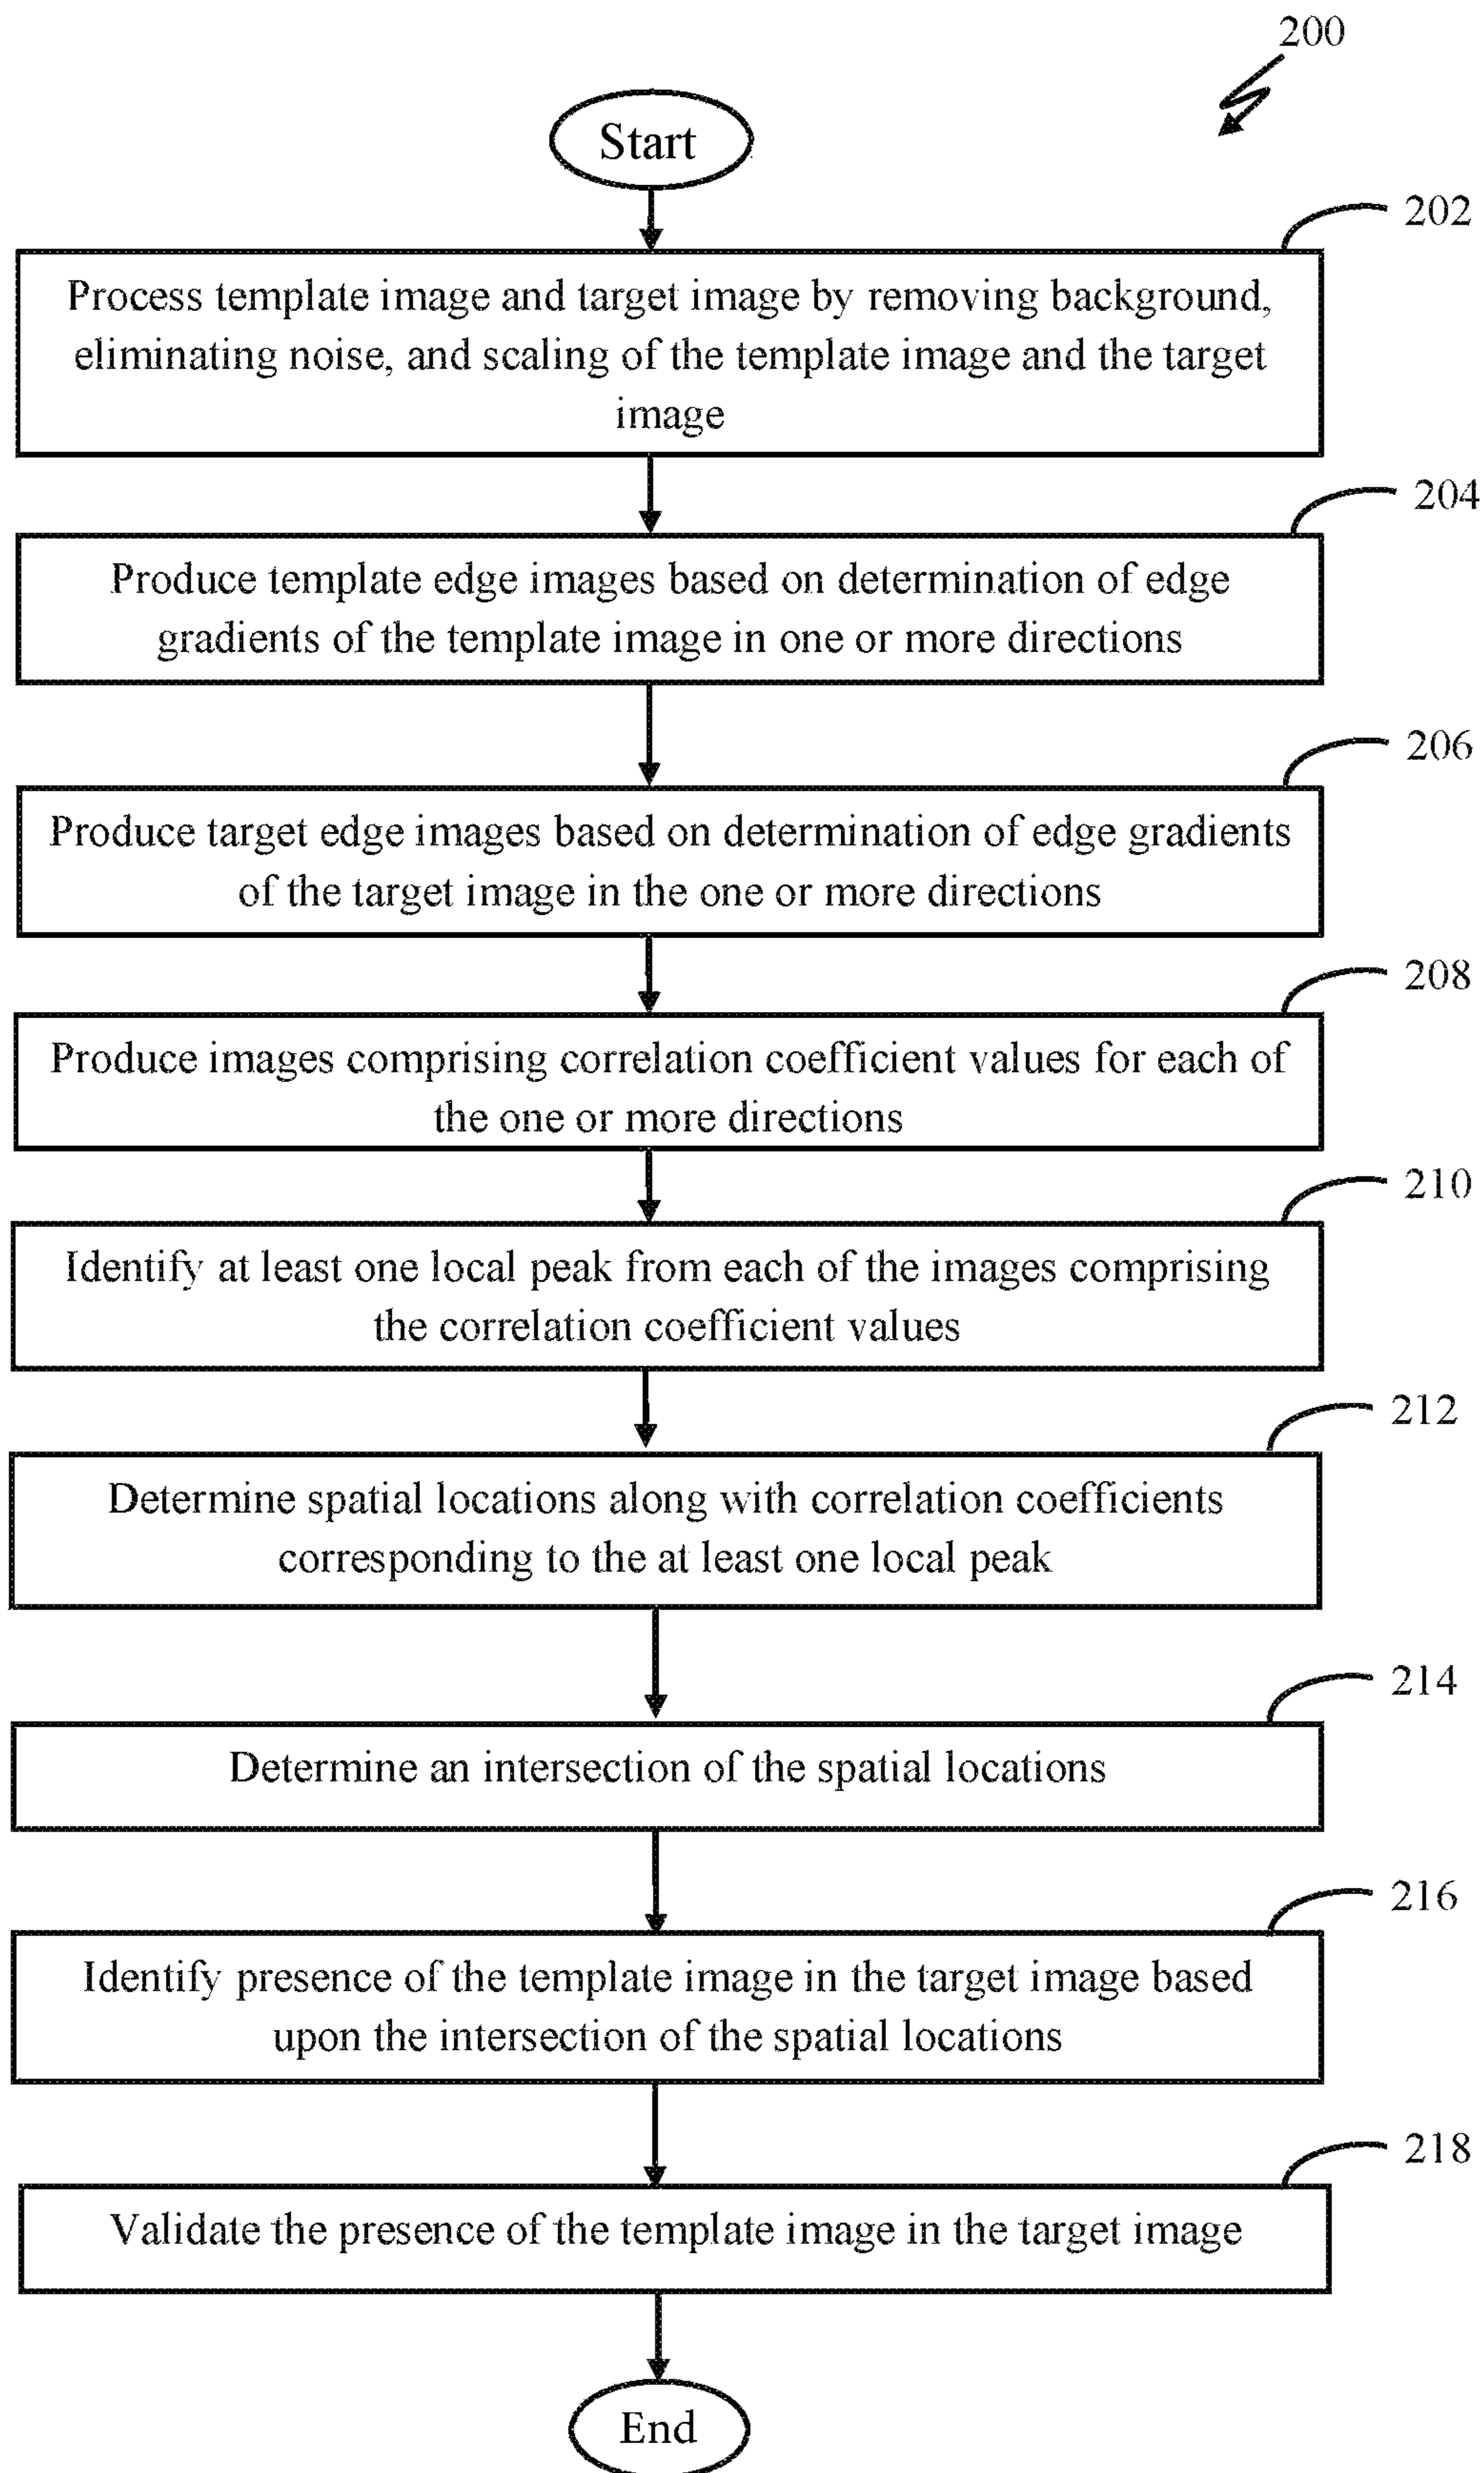 200
Start
202
Process template image and target image by removing background,
eliminating noise, and scaling of the template image and the target
image
204
Produce template edge images based on determination of edge
gradients of the template image in one or more directions
206
Produce target edge images based on determination of edge gradients
of the target image in the one or more directions
208
Produce images comprising correlation coefficient values for each of
the one or more directions
210
Identify at least one local peak from each of the images comprising
the correlation coefficient values
212
Determine spatial locations along with correlation coefficients
corresponding to the at least one local peak
214
Determine an intersection of the spatial locations
216
Identify presence of the template image in the target image based
upon the intersection of the spatial locations
218
Validate the presence of the template image in the target image
End